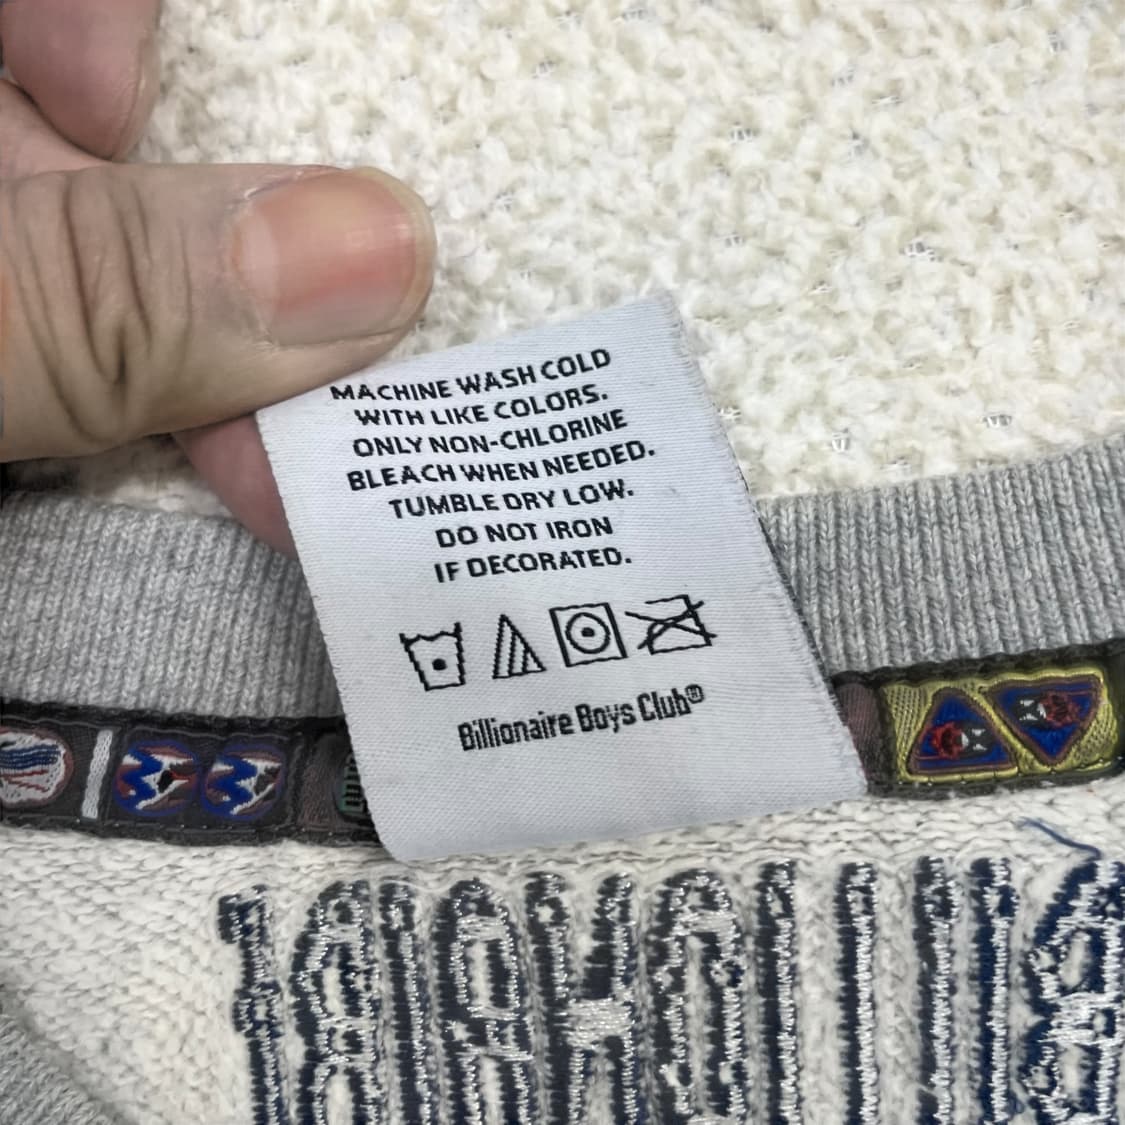 MACHINE WASH COLD
WITH LIKE COLORS.
ONLY NON-CHLORINE
BLEACH WHEN NEEDED.
TUMBLE DRY LOW.
DO NOT IRON
IF DECORATED.
Billionaire Boys Club®